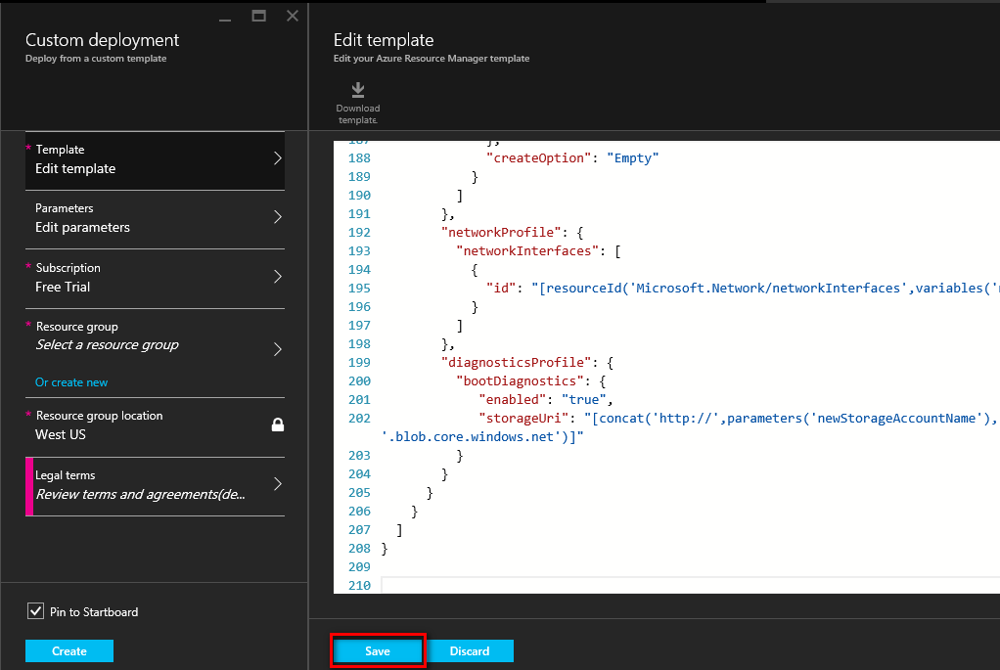 Custom deployment
Deploy from a custom template
* Template
Edit template
Parameters
Edit parameters
* Subscription
Free Trial
* Resource group
Select a resource group
Or create new
* Resource group location
West US
Legal terms
Review terms and agreements(de...
Pin to Startboard
Create
Edit template
Edit your Azure Resource Manager template
Download
template
187 },
188 "createOption": "Empty"
189 }
190 ]
191 },
192 "networkProfile": {
193 "networkInterfaces": [
194 {
195 "id": "[resourceId('Microsoft.Network/networkInterfaces',variables('
196 }
197 ]
198 },
199 "diagnosticsProfile": {
200 "bootDiagnostics": {
201 "enabled": "true",
202 "storageUri": "[concat('http://',parameters('newStorageAccountName'),
'.blob.core.windows.net')]"
203 }
204 }
205 }
206 }
207 ]
208 }
209
210
Save Discard